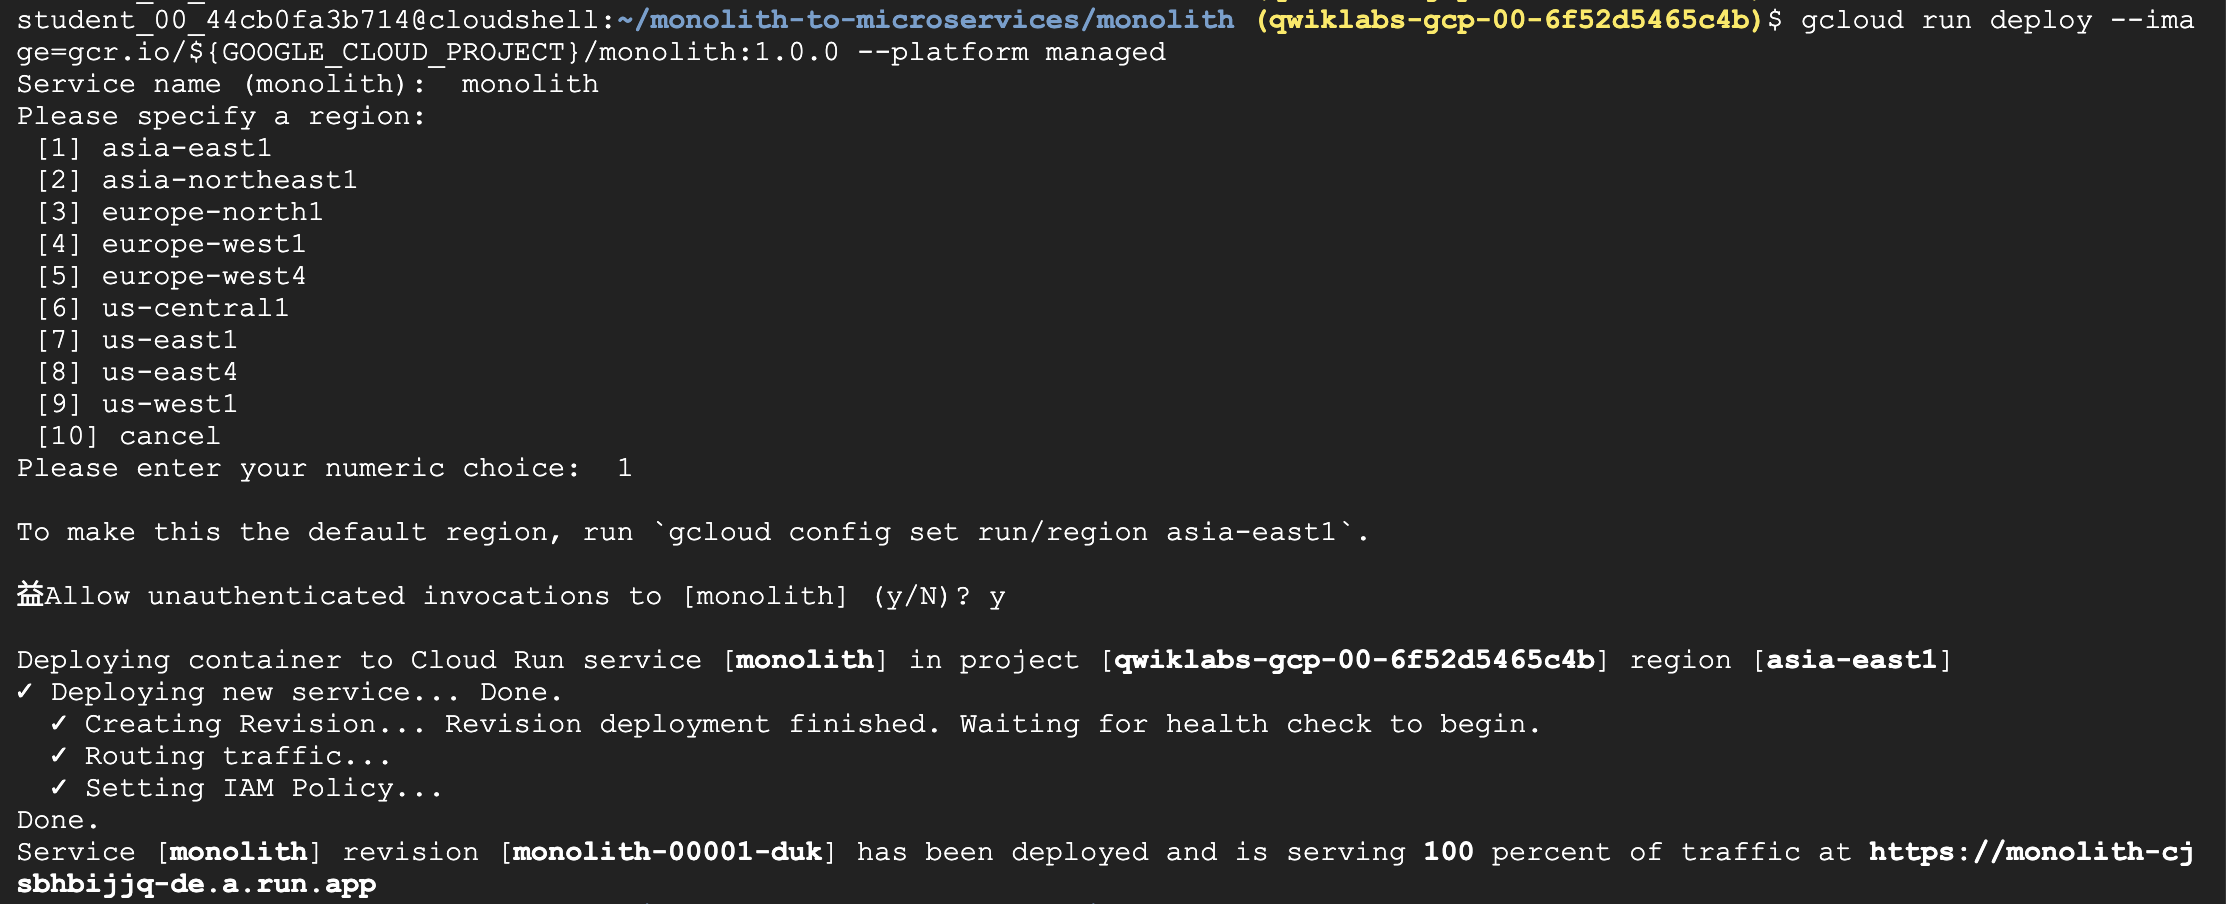 student_00_44cb0fa3b714@cloudshell:~/monolith-to-microservices/monolith (qwiklabs-gcp-00-6f52d5465c4b)$ gcloud run deploy --ima
ge=gcr.io/${GOOGLE_CLOUD_PROJECT}/monolith:1.0.0 --platform managed
Service name (monolith):  monolith
Please specify a region:
 [1] asia-east1
 [2] asia-northeast1
 [3] europe-north1
 [4] europe-west1
 [5] europe-west4
 [6] us-central1
 [7] us-east1
 [8] us-east4
 [9] us-west1
 [10] cancel
Please enter your numeric choice:  1
To make this the default region, run `gcloud config set run/region asia-east1`.
益Allow unauthenticated invocations to [monolith] (y/N)? y
Deploying container to Cloud Run service [monolith] in project [qwiklabs-gcp-00-6f52d5465c4b] region [asia-east1]
✓ Deploying new service... Done.
  ✓ Creating Revision... Revision deployment finished. Waiting for health check to begin.
  ✓ Routing traffic...
  ✓ Setting IAM Policy...
Done.
Service [monolith] revision [monolith-00001-duk] has been deployed and is serving 100 percent of traffic at https://monolith-cj
sbhbijjq-de.a.run.app